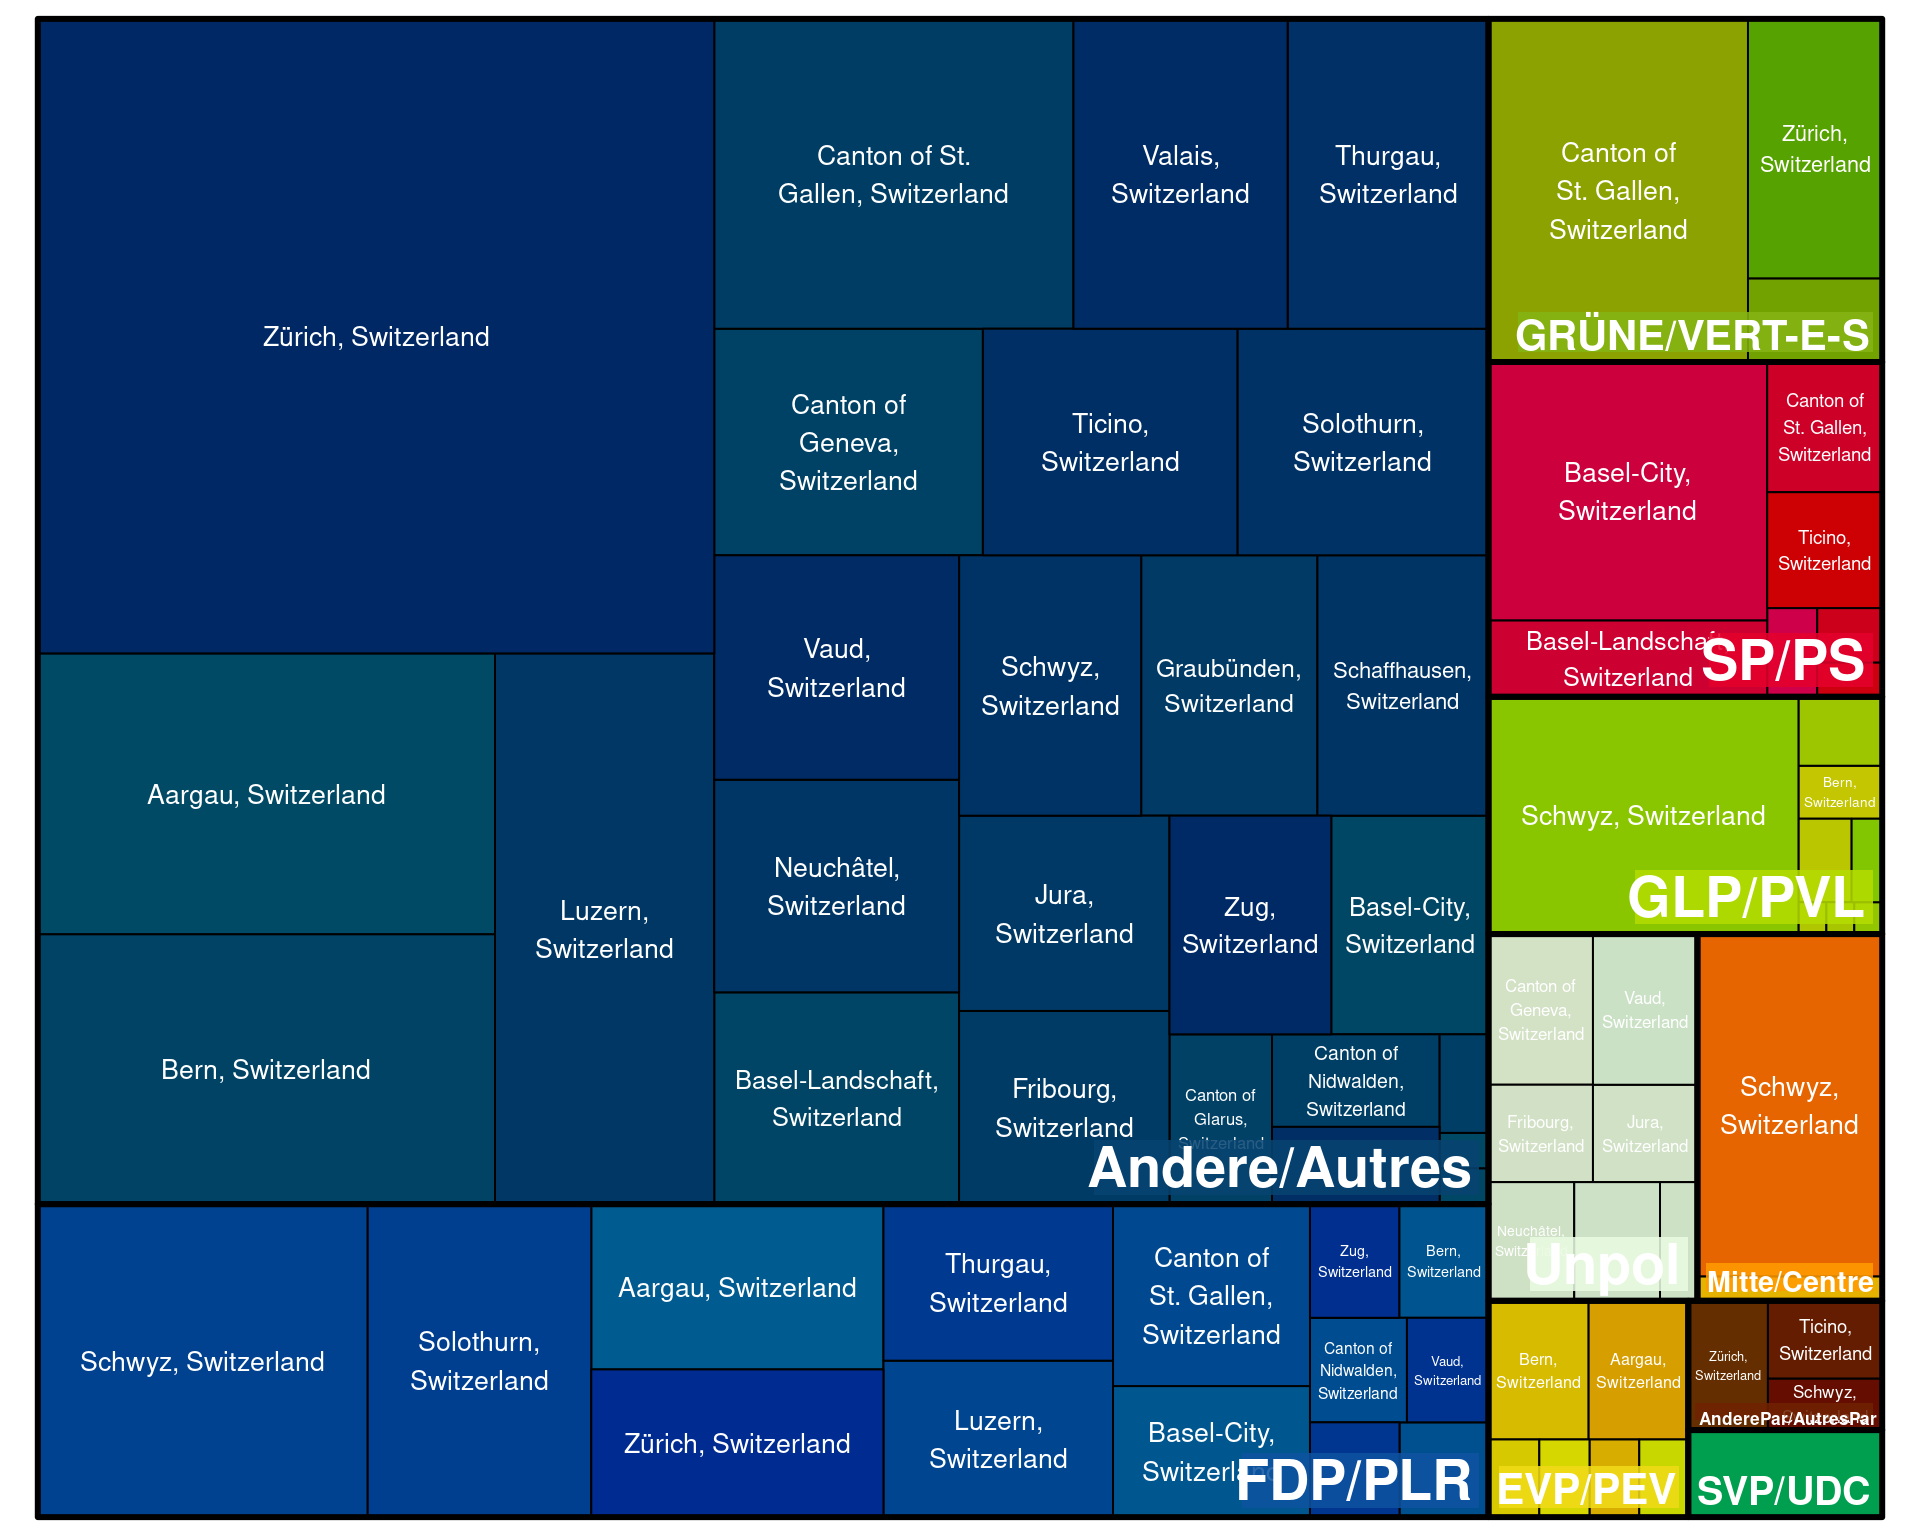 Zürich, Switzerland
Canton of St.
Gallen, Switzerland
Valais,
Switzerland
Thurgau,
Switzerland
Canton of
Geneva,
Switzerland
Ticino,
Switzerland
Solothurn,
Switzerland
Aargau, Switzerland
Bern, Switzerland
Luzern,
Switzerland
Vaud,
Switzerland
Schwyz,
Switzerland
Graubünden,
Switzerland
Schaffhausen,
Switzerland
Neuchâtel,
Switzerland
Jura,
Switzerland
Zug,
Switzerland
Basel-City,
Switzerland
Basel-Landschaft,
Switzerland
Fribourg,
Switzerland
Canton of
Glarus,
Switzerland
Canton of
Nidwalden,
Switzerland
Andere/Autres
Schwyz, Switzerland
Solothurn,
Switzerland
Aargau, Switzerland
Zürich, Switzerland
Thurgau,
Switzerland
Luzern,
Switzerland
Canton of
St. Gallen,
Switzerland
Basel-City,
Switzerland
Zug,
Switzerland
Bern,
Switzerland
Canton of
Nidwalden,
Switzerland
Vaud,
Switzerland
FDP/PLR
Canton of
St. Gallen,
Switzerland
Zürich,
Switzerland
GRÜNE/VERT-E-S
Basel-City,
Switzerland
Canton of
St. Gallen,
Switzerland
Ticino,
Switzerland
Basel-Landschaft,
Switzerland
SP/PS
Schwyz, Switzerland
Bern,
Switzerland
GLP/PVL
Canton of
Geneva,
Switzerland
Vaud,
Switzerland
Fribourg,
Switzerland
Jura,
Switzerland
Neuchâtel,
Switzerland
Unpol
Schwyz,
Switzerland
Mitte/Centre
Bern,
Switzerland
Aargau,
Switzerland
EVP/PEV
Zürich,
Switzerland
Ticino,
Switzerland
Schwyz,
Switzerland
AnderePar/AutresPar
SVP/UDC